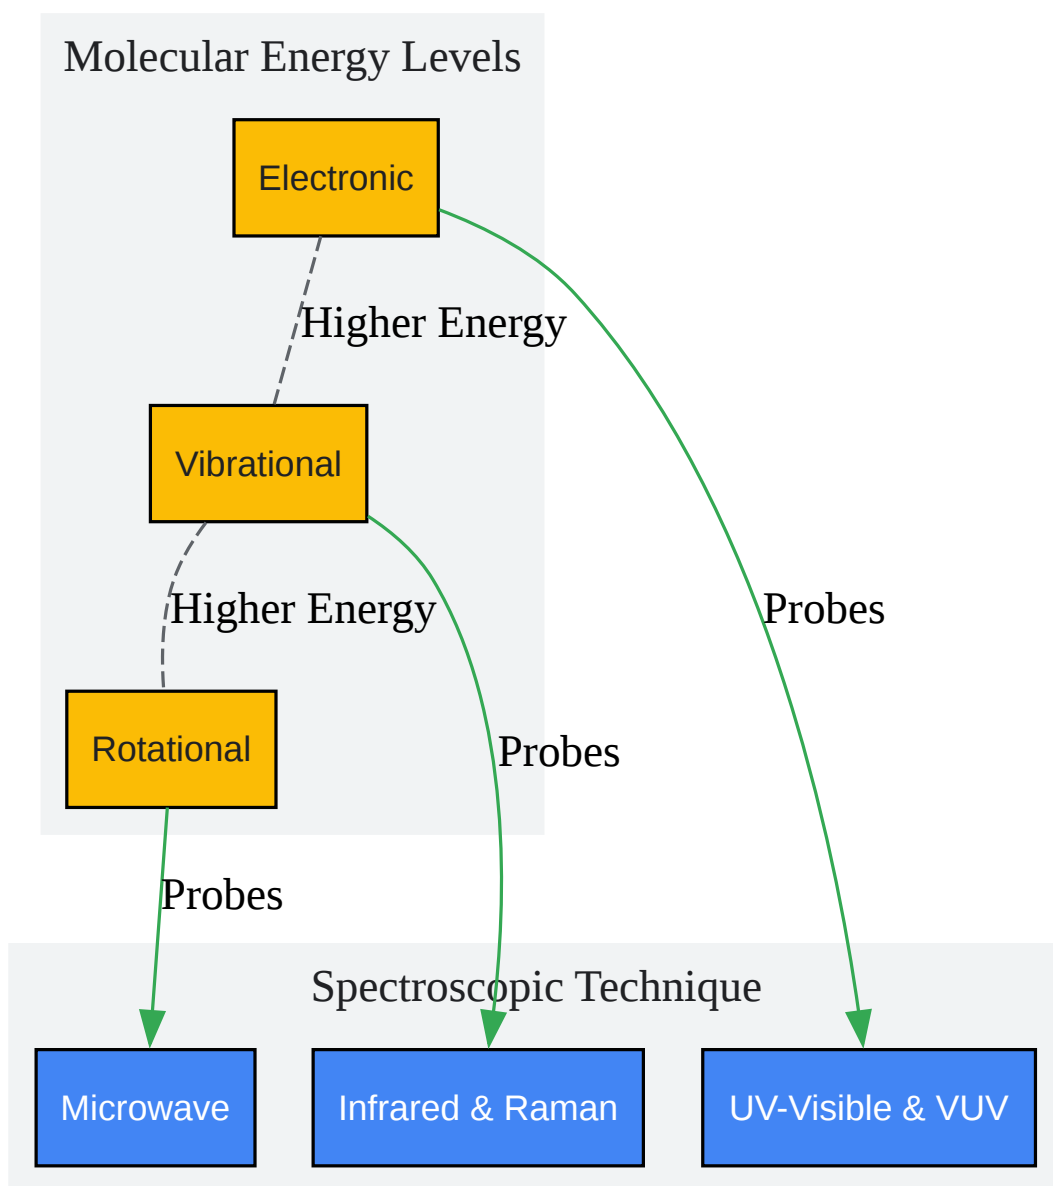 Molecular Energy Levels
Electronic
Higher Energy
Vibrational
Higher Energy
Probes
Rotational
Probes
Probes
Spectroscopic Technique
Microwave
Infrared & Raman
UV-Visible & VUV